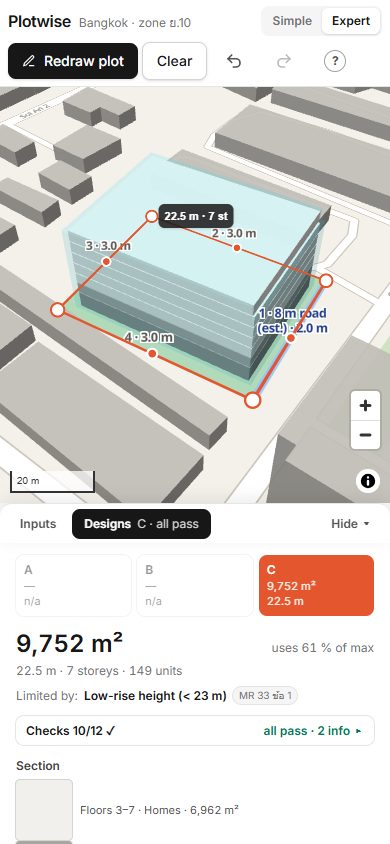 Plotwise Bangkok · zone ย.10 Simple Expert
Redraw plot Clear ?
Soi Ari 2
22.5 m · 7 st
2 · 3.0 m
3 · 3.0 m
1 · 8 m road
(est.) · 2.0 m
4 · 3.0 m
+
−
20 m
Inputs Designs C · all pass Hide
A B C
— — 9,752 m²
n/a n/a 22.5 m
9,752 m² uses 61 % of max
22.5 m · 7 storeys · 149 units
Limited by: Low-rise height (< 23 m) MR 33 ข้อ 1
Checks 10/12 ✓ all pass · 2 info ▸
Section
Floors 3–7 · Homes · 6,962 m²